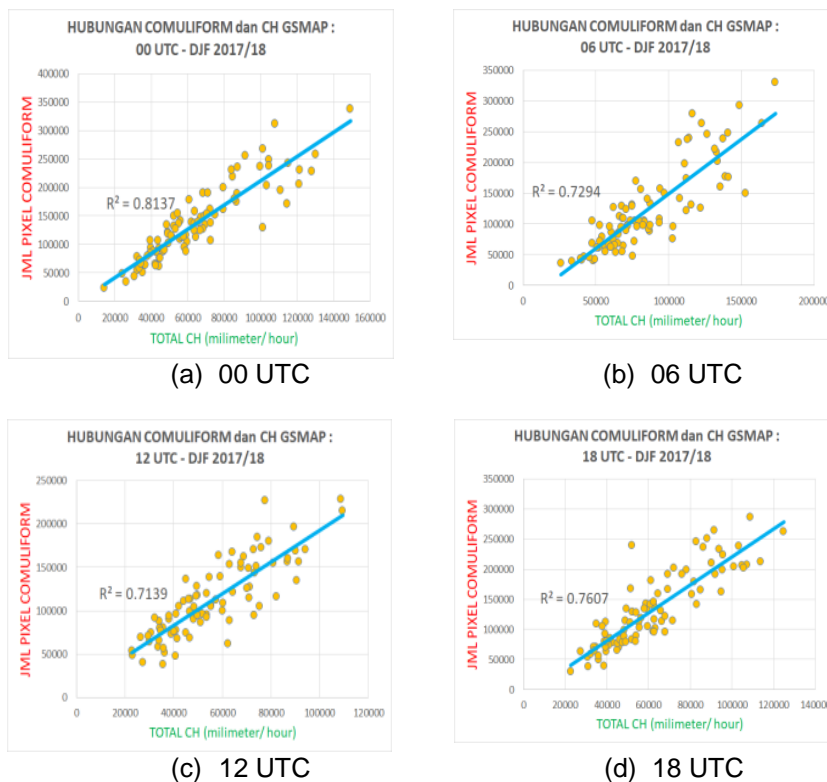 HUBUNGAN COMULIFORM dan CH GSMAP :
00 UTC - DJF 2017/18
JML PIXEL COMULIFORM
400000
350000
300000
250000
200000
150000
100000
50000
0
R² = 0.8137
0 20000 40000 60000 80000 100000 120000 140000 160000
TOTAL CH (milimeter/ hour)
(a) 00 UTC
HUBUNGAN COMULIFORM dan CH GSMAP :
06 UTC - DJF 2017/18
JML PIXEL COMULIFORM
350000
300000
250000
200000
150000
100000
50000
0
R² = 0.7294
0 50000 100000 150000 200000
TOTAL CH (milimeter/ hour)
(b) 06 UTC
HUBUNGAN COMULIFORM dan CH GSMAP :
12 UTC - DJF 2017/18
JML PIXEL COMULIFORM
250000
200000
150000
100000
50000
0
R² = 0.7139
0 20000 40000 60000 80000 100000 120000
TOTAL CH (milimeter/ hour)
(c) 12 UTC
HUBUNGAN COMULIFORM dan CH GSMAP :
18 UTC - DJF 2017/18
JML PIXEL COMULIFORM
350000
300000
250000
200000
150000
100000
50000
0
R² = 0.7607
0 20000 40000 60000 80000 100000 120000 140000
TOTAL CH (milimeter/ hour)
(d) 18 UTC